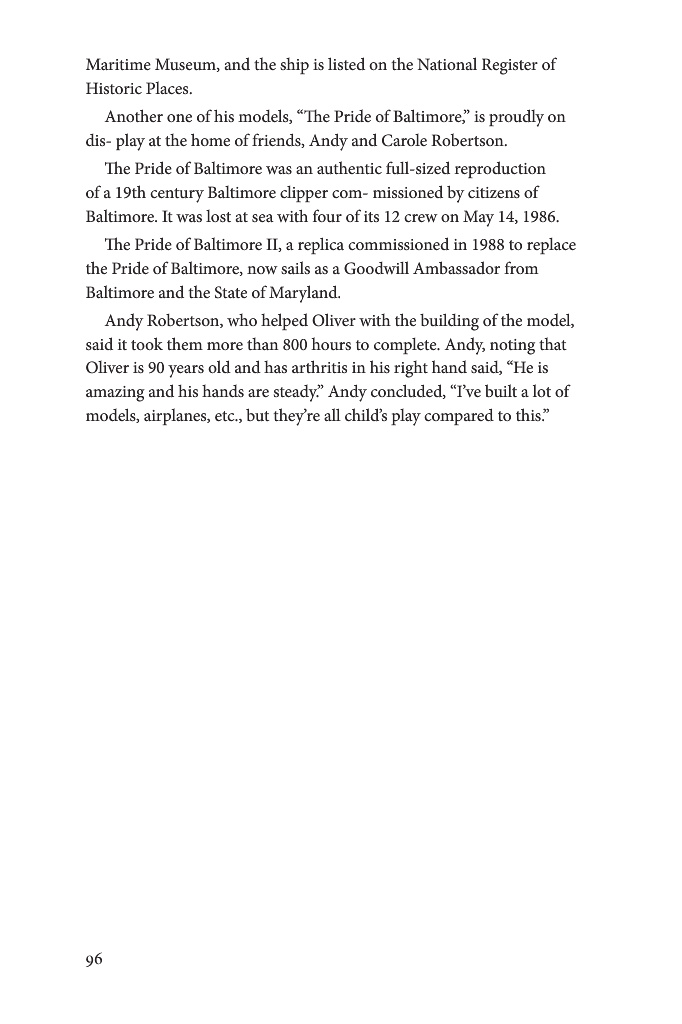 Maritime Museum, and the ship is listed on the National Register of
Historic Places.
Another one of his models, “The Pride of Baltimore,” is proudly on
dis- play at the home of friends, Andy and Carole Robertson.
The Pride of Baltimore was an authentic full-sized reproduction
of a 19th century Baltimore clipper com- missioned by citizens of
Baltimore. It was lost at sea with four of its 12 crew on May 14, 1986.
The Pride of Baltimore II, a replica commissioned in 1988 to replace
the Pride of Baltimore, now sails as a Goodwill Ambassador from
Baltimore and the State of Maryland.
Andy Robertson, who helped Oliver with the building of the model,
said it took them more than 800 hours to complete. Andy, noting that
Oliver is 90 years old and has arthritis in his right hand said, “He is
amazing and his hands are steady.” Andy concluded, “I’ve built a lot of
models, airplanes, etc., but they’re all child’s play compared to this.”
96